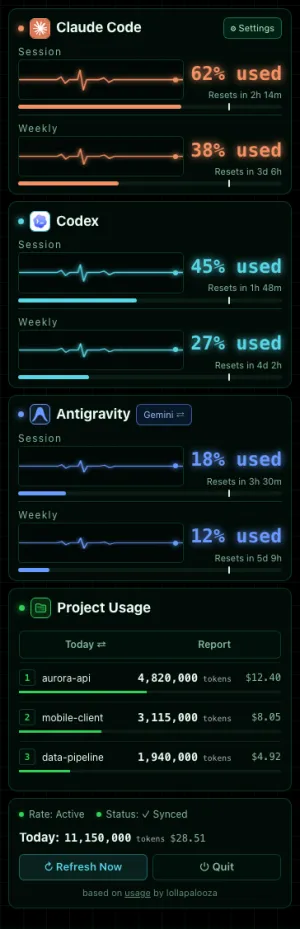 Claude Code
⚙ Settings
Session
62% used
Resets in 2h 14m
Weekly
38% used
Resets in 3d 6h
Codex
Session
45% used
Resets in 1h 48m
Weekly
27% used
Resets in 4d 2h
Antigravity
Gemini ⇄
Session
18% used
Resets in 3h 30m
Weekly
12% used
Resets in 5d 9h
Project Usage
Today ⇄ Report
1 aurora-api 4,820,000 tokens $12.40
2 mobile-client 3,115,000 tokens $8.05
3 data-pipeline 1,940,000 tokens $4.92
Rate: Active Status: ✓ Synced
Today: 11,150,000 tokens $28.51
↻ Refresh Now ⏻ Quit
based on usage by lollapalooza